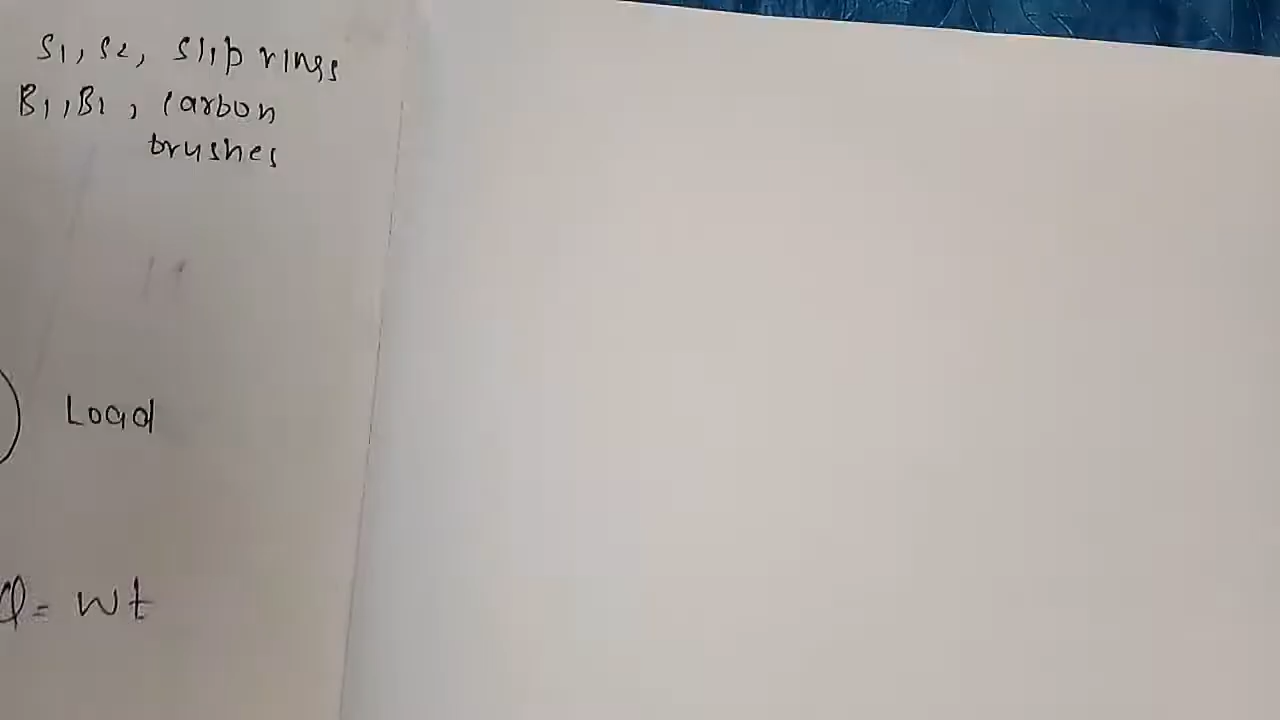 S1, S2, Slip rings
B1, B2, Carbon
brushes
Load
φ = wt